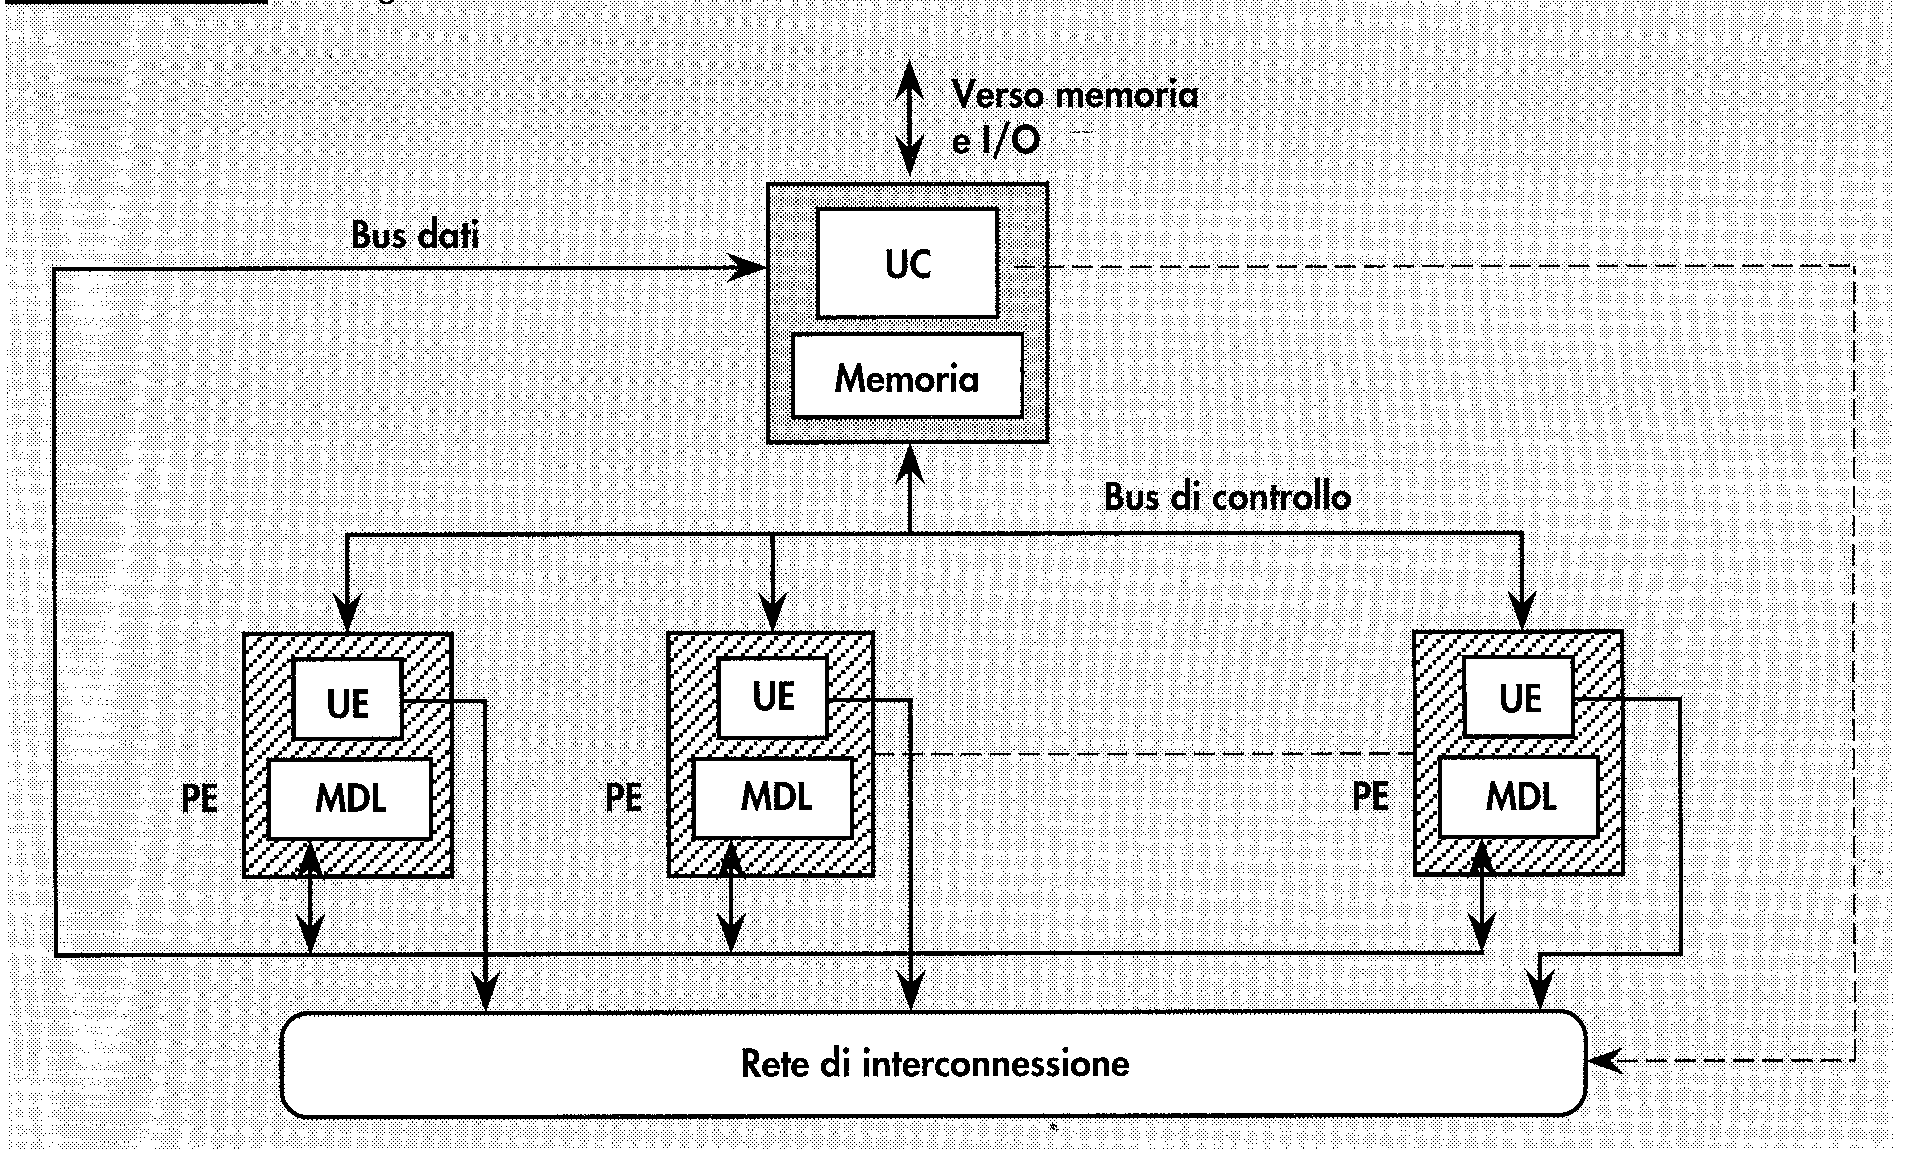 Verso memoria
e I/O
Bus dati
UC
Memoria
Bus di controllo
UE
UE
UE
PE
MDL
PE
MDL
PE
MDL
Rete di interconnessione